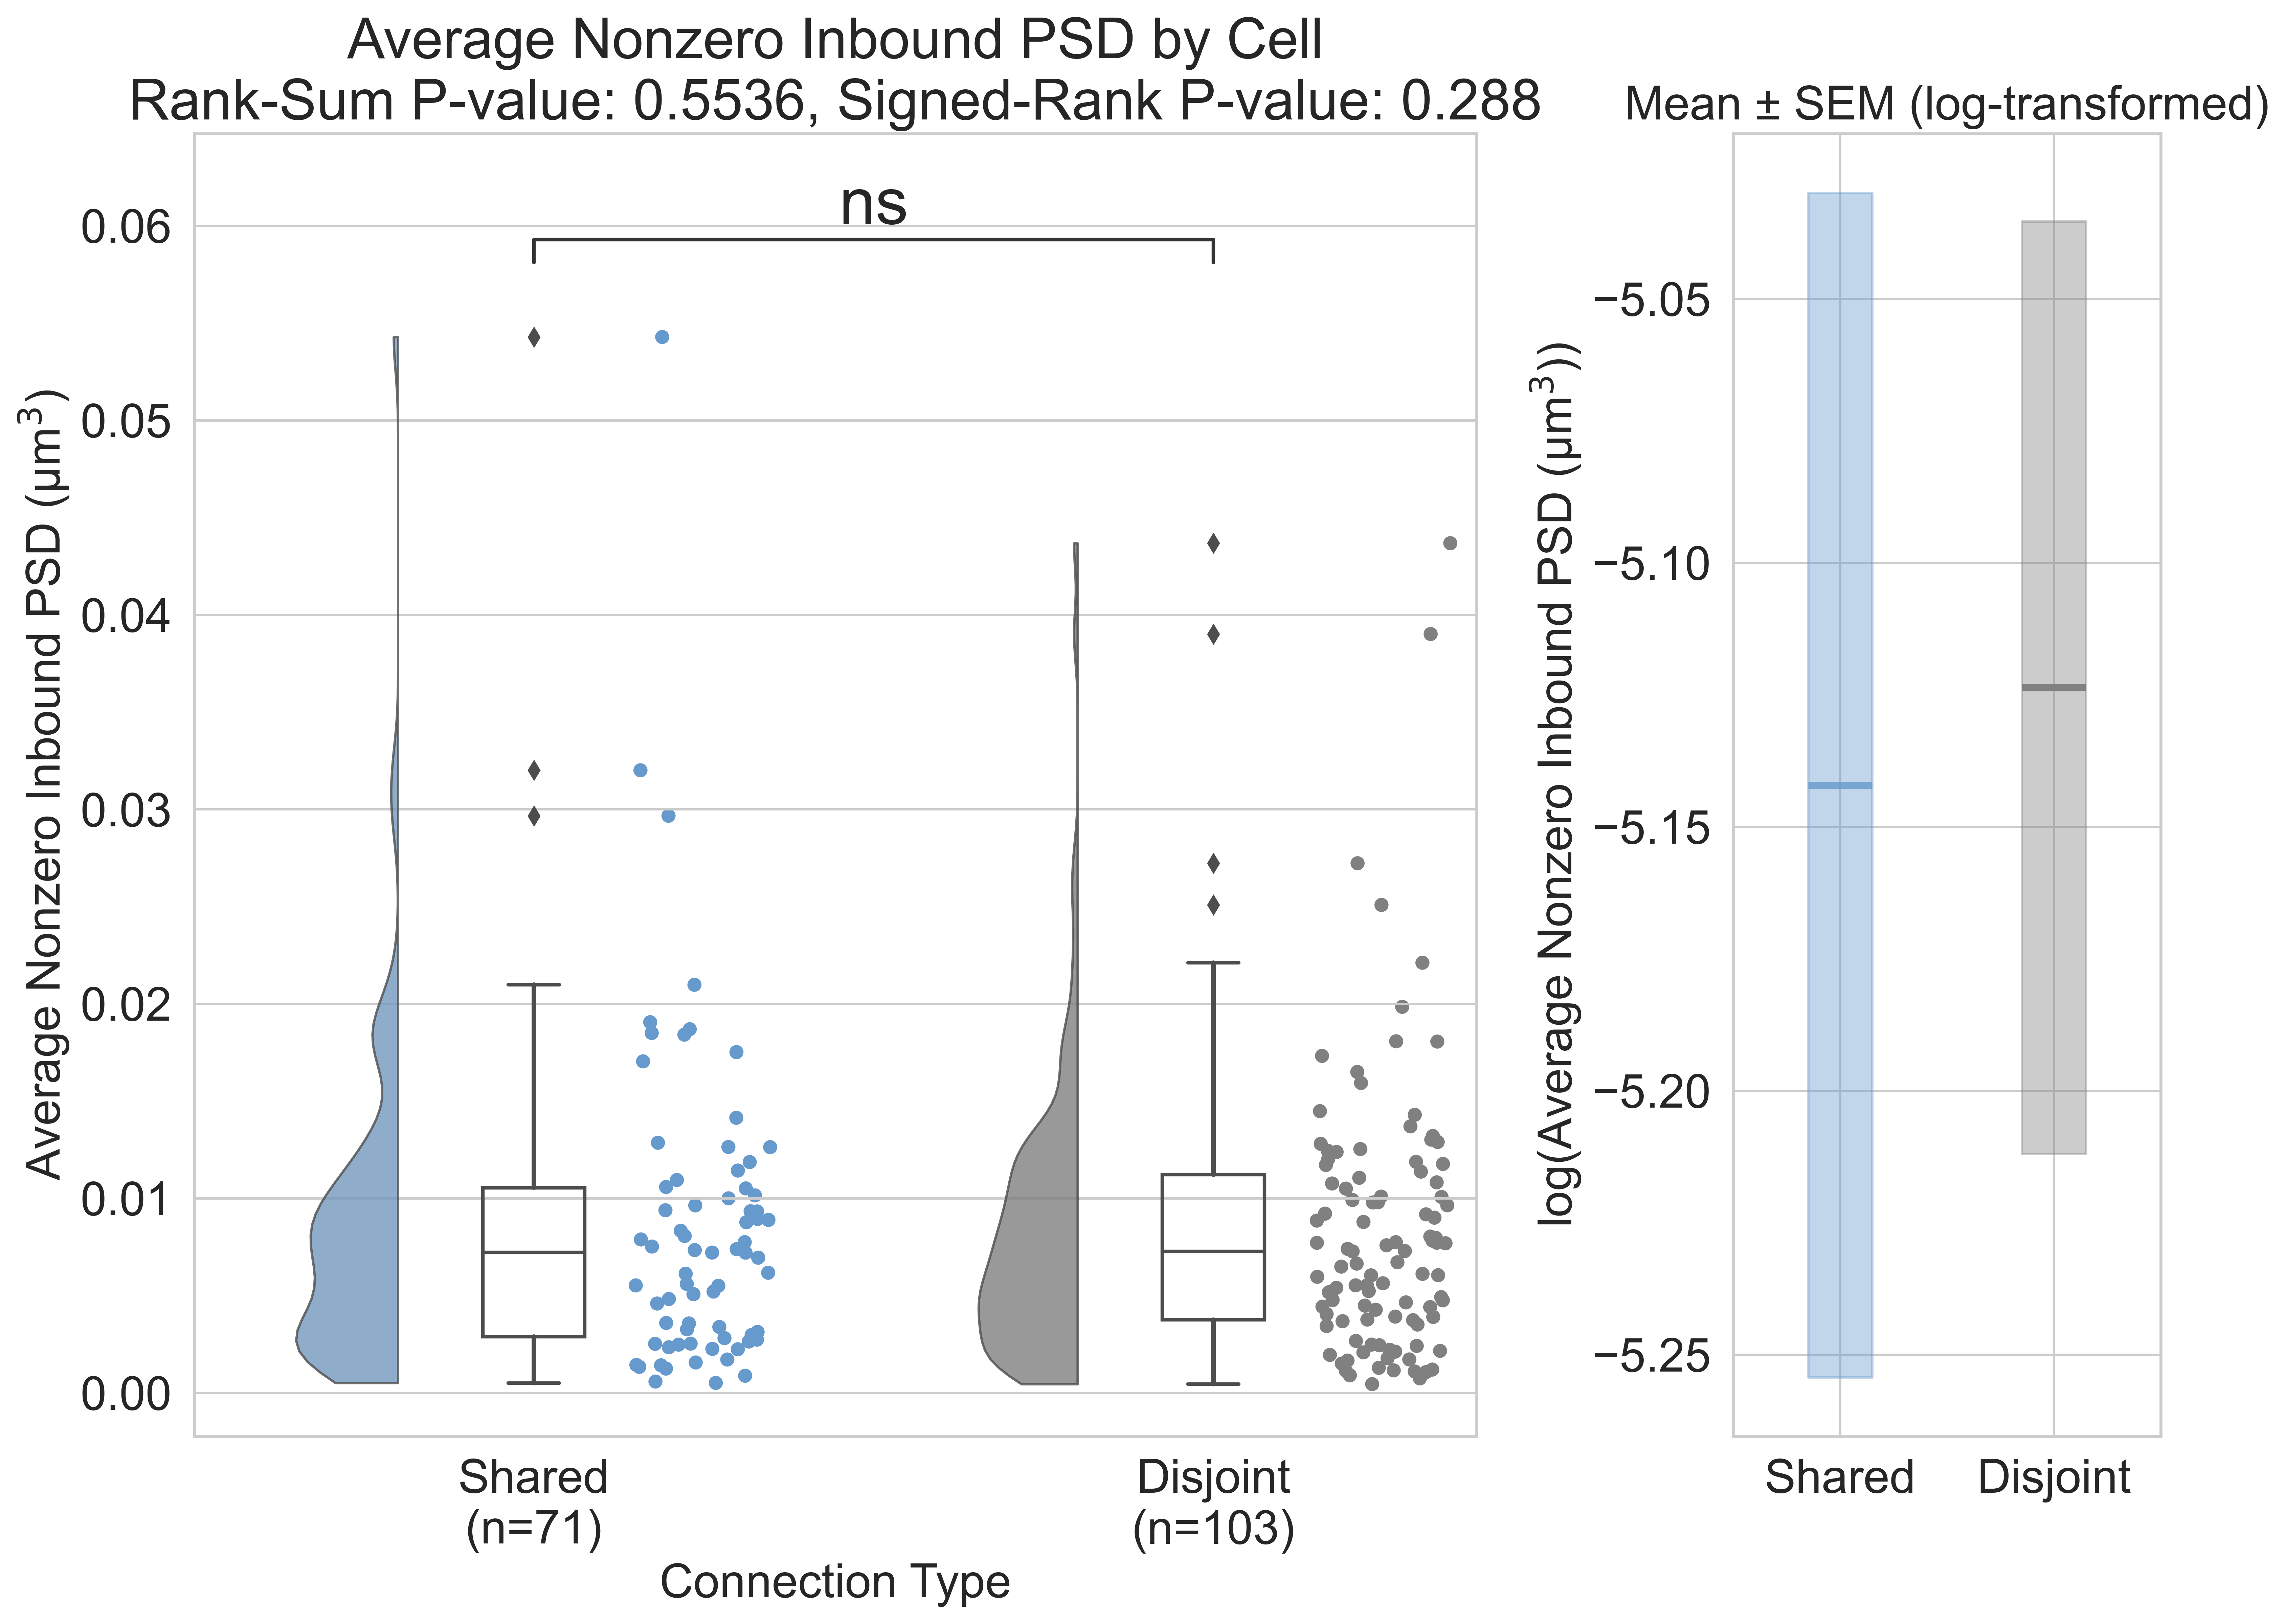 Average Nonzero Inbound PSD by Cell
Rank-Sum P-value: 0.5536, Signed-Rank P-value: 0.288
Average Nonzero Inbound PSD (μm³)
0.06
0.05
0.04
0.03
0.02
0.01
0.00
ns
Shared
(n=71)
Disjoint
(n=103)
Connection Type
Mean ± SEM (log-transformed)
log(Average Nonzero Inbound PSD (μm³))
−5.05
−5.10
−5.15
−5.20
−5.25
Shared
Disjoint